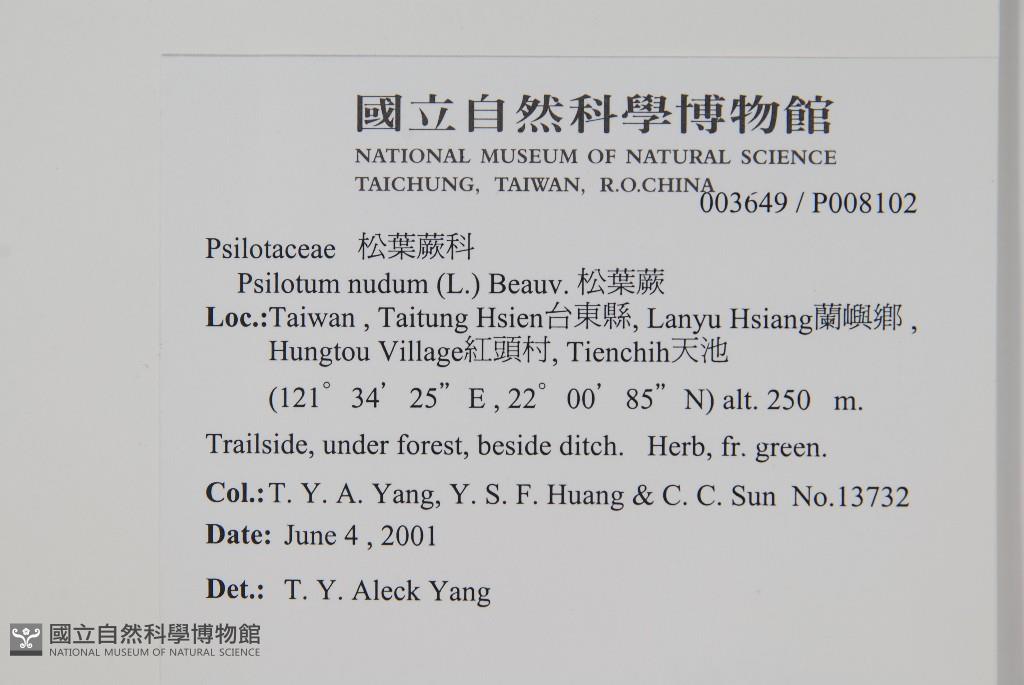 國立自然科學博物館
NATIONAL MUSEUM OF NATURAL SCIENCE
TAICHUNG, TAIWAN, R.O.CHINA
003649 / P008102
Psilotaceae 松葉蕨科
Psilotum nudum (L.) Beauv. 松葉蕨
Loc.:Taiwan , Taitung Hsien台東縣, Lanyu Hsiang蘭嶼鄉 ,
Hungtou Village紅頭村, Tienchih天池
(121° 34’ 25” E , 22° 00’ 85” N) alt. 250 m.
Trailside, under forest, beside ditch. Herb, fr. green.
Col.: T. Y. A. Yang, Y. S. F. Huang & C. C. Sun No.13732
Date: June 4 , 2001
Det.: T. Y. Aleck Yang
國立自然科學博物館
NATIONAL MUSEUM OF NATURAL SCIENCE